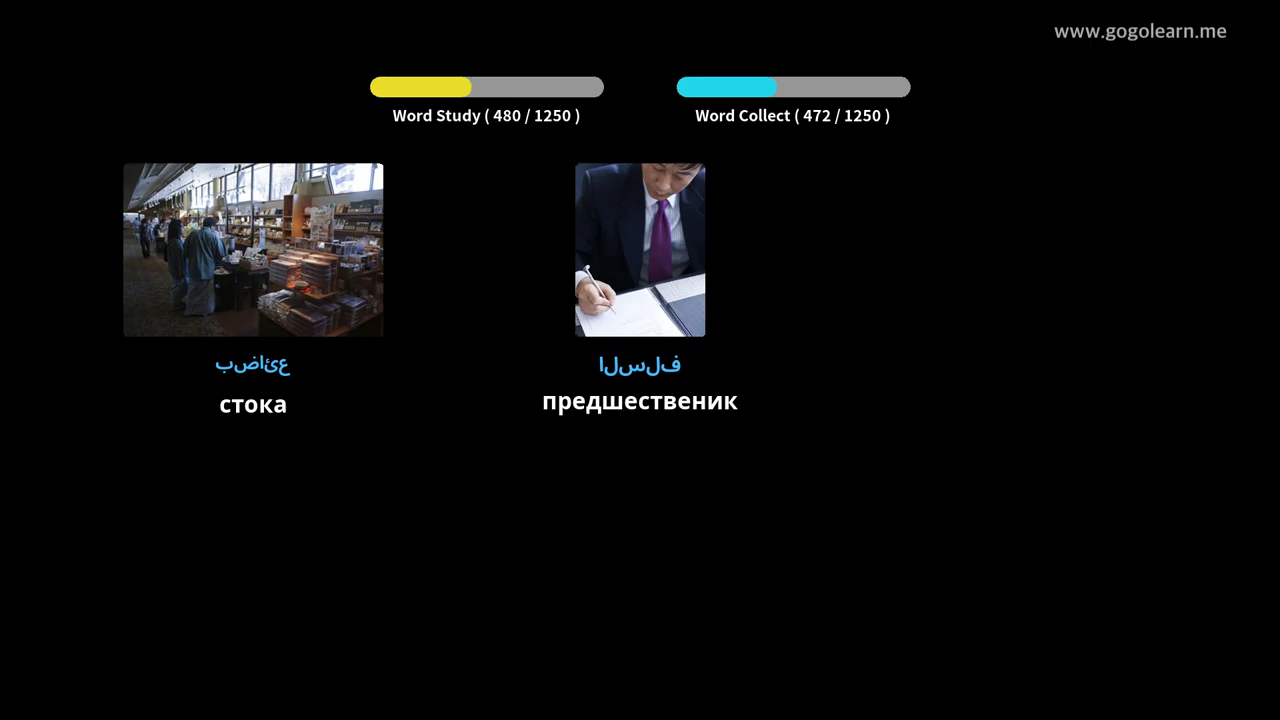 www.gogolearn.me
Word Study ( 480 / 1250 )
Word Collect ( 472 / 1250 )
بضائع
стока
السلف
предшественик